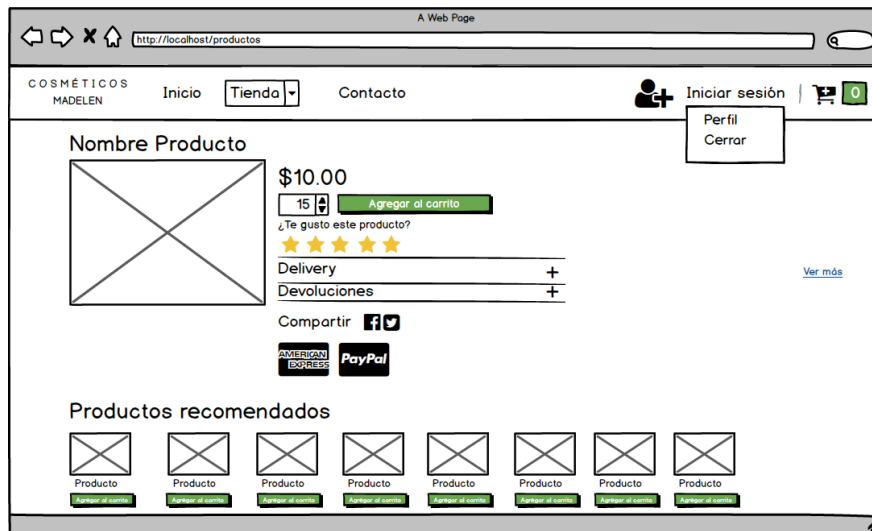 A Web Page
http://localhost/productos
COSMÉTICOS
MADELEN
Inicio
Tienda
Contacto
Iniciar sesión
0
Perfil
Cerrar
Nombre Producto
$10.00
15
Agregar al carrito
¿Te gusto este producto?
Delivery +
Devoluciones +
Ver más
Compartir
AMERICAN
EXPRESS
PayPal
Productos recomendados
Producto Producto Producto Producto Producto Producto Producto Producto
Agregar al carrito Agregar al carrito Agregar al carrito Agregar al carrito Agregar al carrito Agregar al carrito Agregar al carrito Agregar al carrito